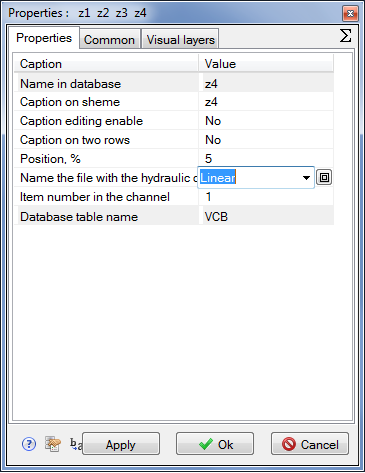 Properties : z1 z2 z3 z4
Properties Common Visual layers Σ
Caption Value
Name in database z4
Caption on sheme z4
Caption editing enable No
Caption on two rows No
Position, % 5
Name the file with the hydraulic Linear
Item number in the channel 1
Database table name VCB
? Apply Ok Cancel